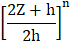 [(2Z + h)/2h]ⁿ